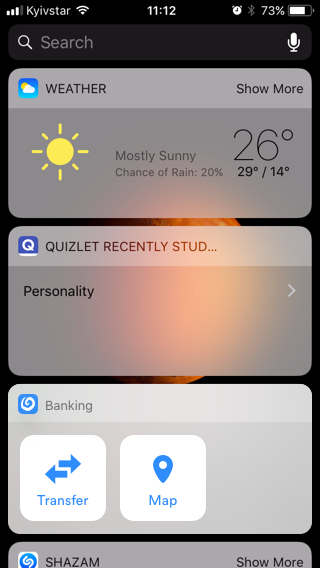 Kyivstar 11:12 73%
Search
WEATHER Show More
Mostly Sunny 26°
Chance of Rain: 20% 29° / 14°
QUIZLET RECENTLY STUD...
Personality
Banking
Transfer Map
SHAZAM Show More